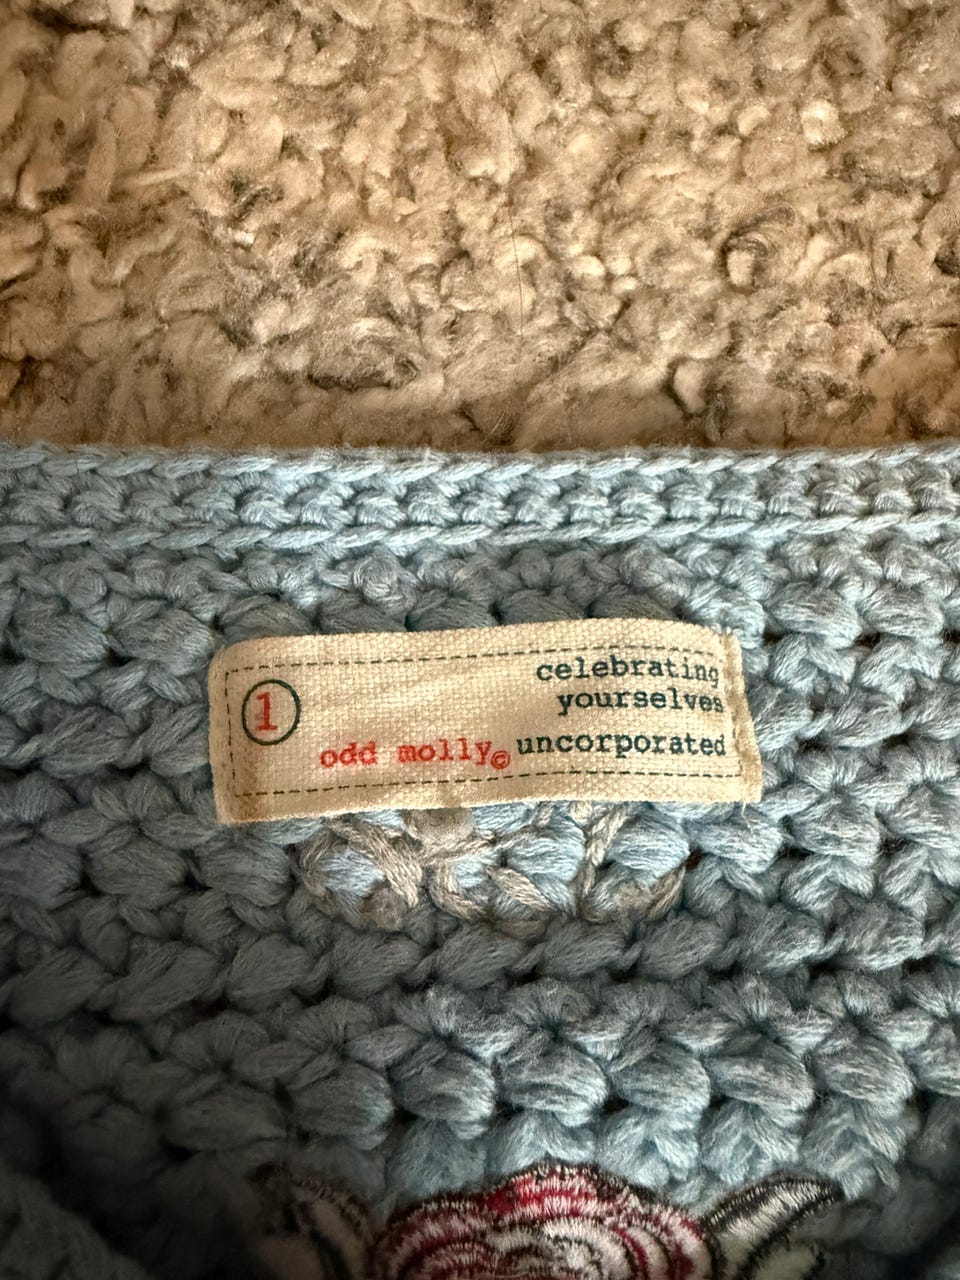 celebrating
yourselves
1
odd molly© uncorporated